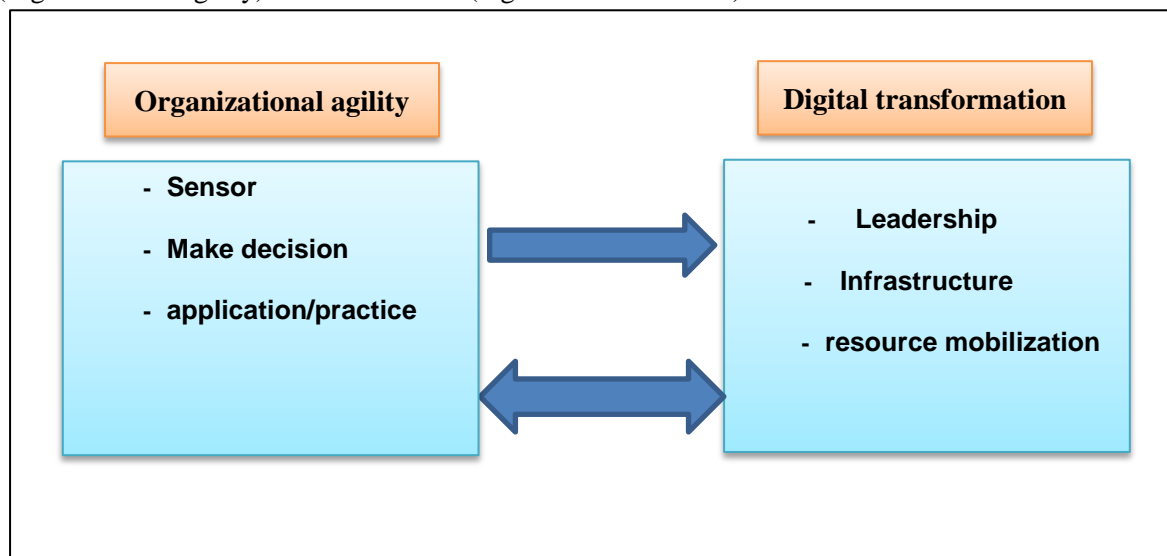 Organizational agility
Digital transformation
- Sensor
- Make decision
- application/practice
- Leadership
- Infrastructure
- resource mobilization